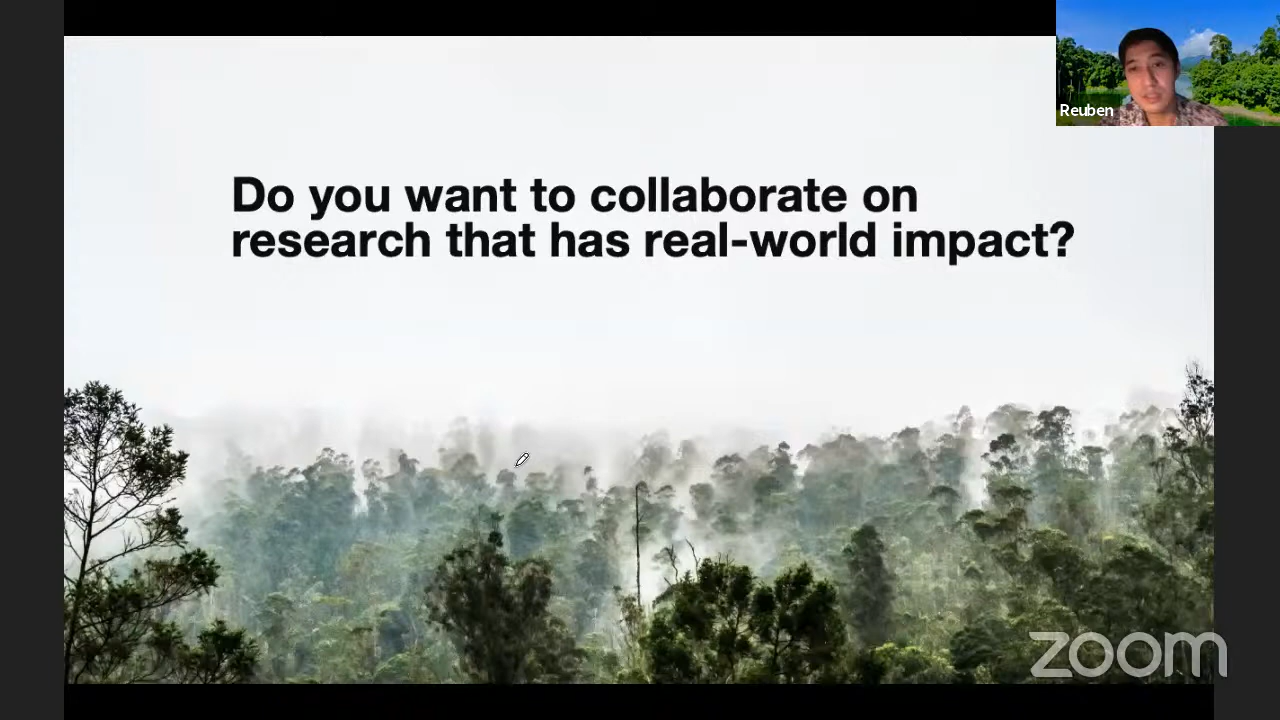 Reuben
Do you want to collaborate on
research that has real-world impact?
zoom